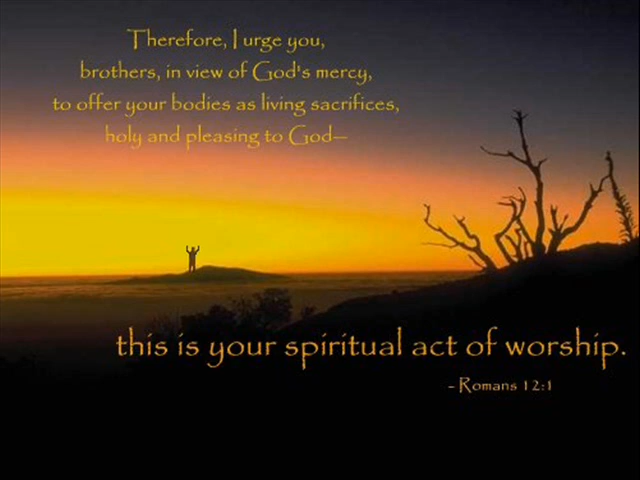 Therefore, I urge you,
brothers, in view of God's mercy,
to offer your bodies as living sacrifices,
holy and pleasing to God—
this is your spiritual act of worship.
- Romans 12:1